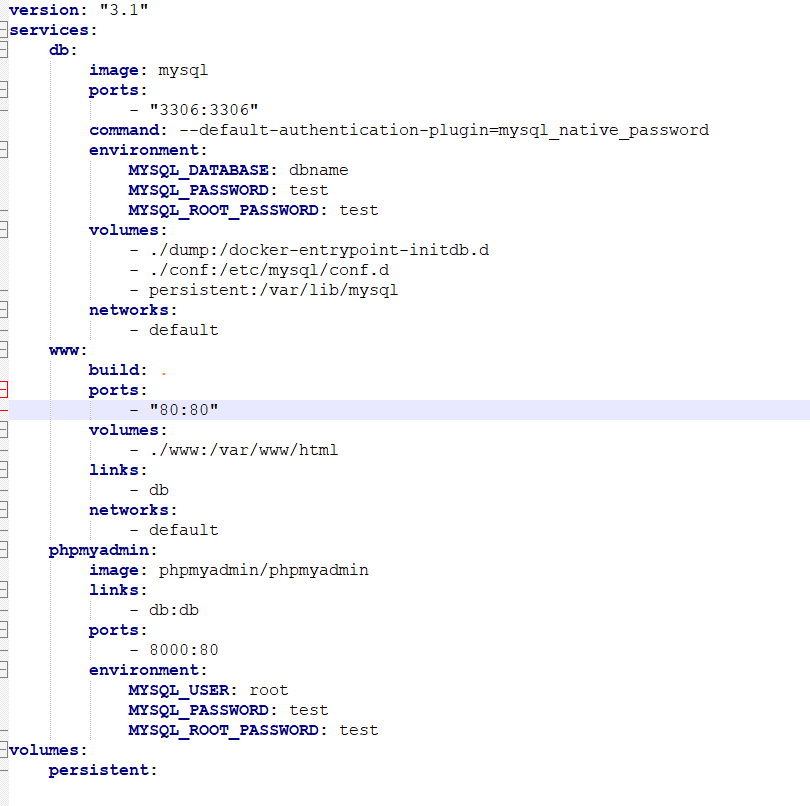 version: "3.1"
services:
    db:
        image: mysql
        ports:
            - "3306:3306"
        command: --default-authentication-plugin=mysql_native_password
        environment:
            MYSQL_DATABASE: dbname
            MYSQL_PASSWORD: test
            MYSQL_ROOT_PASSWORD: test
        volumes:
            - ./dump:/docker-entrypoint-initdb.d
            - ./conf:/etc/mysql/conf.d
            - persistent:/var/lib/mysql
        networks:
            - default
    www:
        build: .
        ports:
            - "80:80"
        volumes:
            - ./www:/var/www/html
        links:
            - db
        networks:
            - default
    phpmyadmin:
        image: phpmyadmin/phpmyadmin
        links:
            - db:db
        ports:
            - 8000:80
        environment:
            MYSQL_USER: root
            MYSQL_PASSWORD: test
            MYSQL_ROOT_PASSWORD: test
volumes:
    persistent: